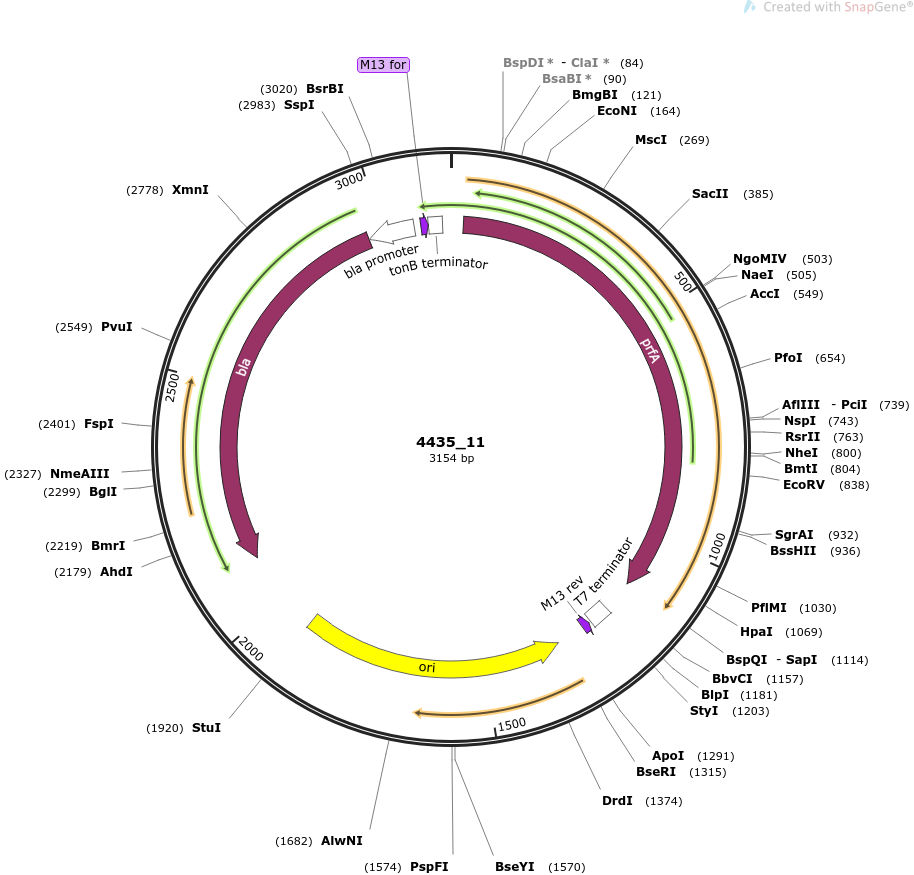 Created with SnapGene®
M13 for
BspDI * - ClaI * (84)
BsaBI * (90)
BmgBI (121)
EcoNI (164)
MscI (269)
SacII (385)
NgoMIV (503)
NaeI (505)
AccI (549)
PfoI (654)
AflIII - PciI (739)
NspI (743)
RsrII (763)
NheI (800)
BmtI (804)
EcoRV (838)
SgrAI (932)
BssHII (936)
PflMI (1030)
HpaI (1069)
BspQI - SapI (1114)
BbvCI (1157)
BlpI (1181)
StyI (1203)
ApoI (1291)
BseRI (1315)
DrdI (1374)
BseYI (1570)
(1574) PspFI
(1682) AlwNI
(1920) StuI
(2179) AhdI
(2219) BmrI
(2299) BglI
(2327) NmeAIII
(2401) FspI
(2549) PvuI
(2778) XmnI
(2983) SspI
(3020) BsrBI
500
1000
1500
2000
2500
3000
bla promoter
tonB terminator
prfA
bla
4435_11
3154 bp
M13 rev
T7 terminator
ori